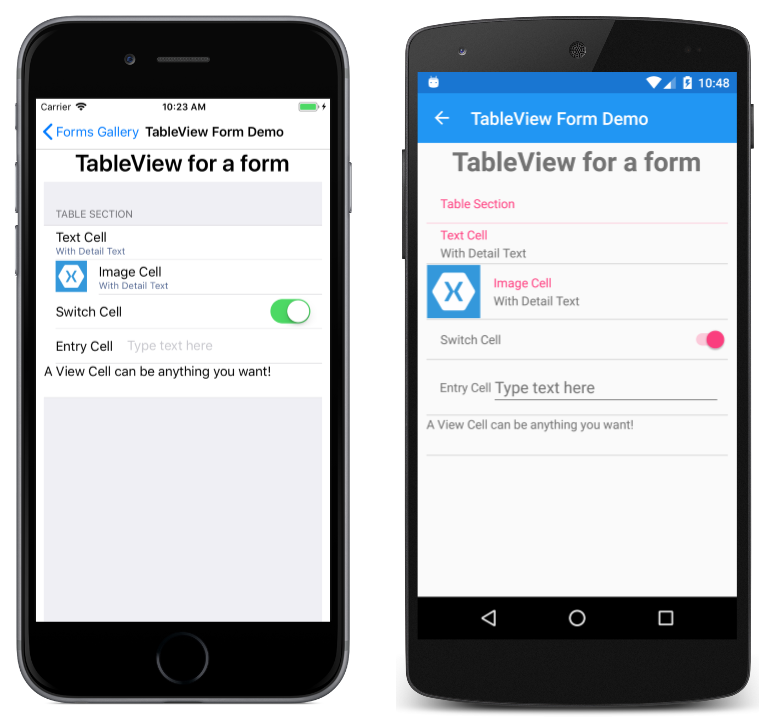 Carrier 10:23 AM
Forms Gallery TableView Form Demo
TableView for a form
TABLE SECTION
Text Cell
With Detail Text
Image Cell
With Detail Text
Switch Cell
Entry Cell Type text here
A View Cell can be anything you want!
10:48
TableView Form Demo
TableView for a form
Table Section
Text Cell
With Detail Text
Image Cell
With Detail Text
Switch Cell
Entry Cell Type text here
A View Cell can be anything you want!